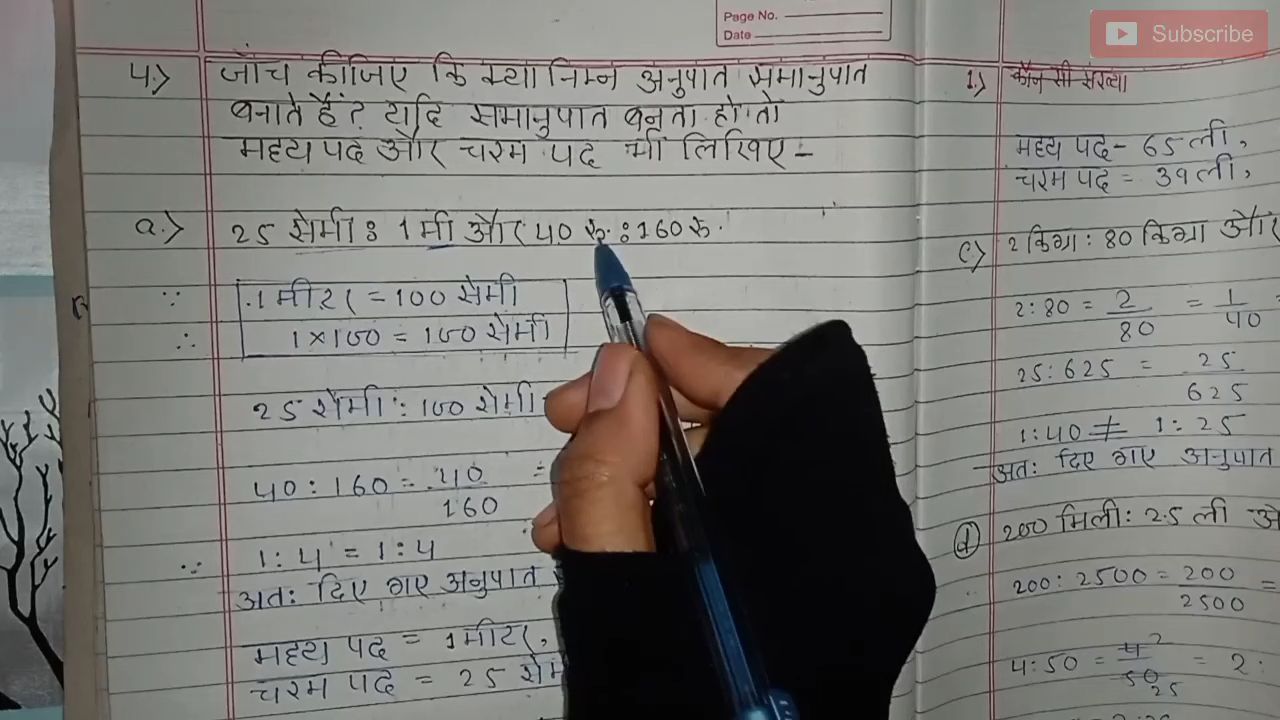 Page No.
Date
Subscribe
4.) जाँच कीजिए कि क्या निम्न अनुपात समानुपात
बनाते हैं? यदि समानुपात बनता हो तो
मध्य पद और चरम पद भी लिखिए -
a.) 25 सेमी : 1 मी और 40 रु. : 160 रु.
∵ 1 मीटर = 100 सेमी
∴ 1×100 = 100 सेमी
25 सेमी : 100 सेमी
40 : 160 = 40/160 =
∴ 1 : 4 = 1 : 4
अतः दिए गए अनुपात
मध्य पद = 1 मीटर,
चरम पद = 25 सेमी
1.) कौन सी संख्या
मध्य पद - 65 ली,
चरम पद = 39 ली,
c) 2 किग्रा : 80 किग्रा और
2 : 80 = 2/80 = 1/40 =
25 : 625 = 25/625
1 : 40 ≠ 1 : 25
अतः दिए गए अनुपात
d) 200 मिली : 2.5 ली
200 : 2500 = 200/2500 =
4 : 50 = 4/50 = 2 :